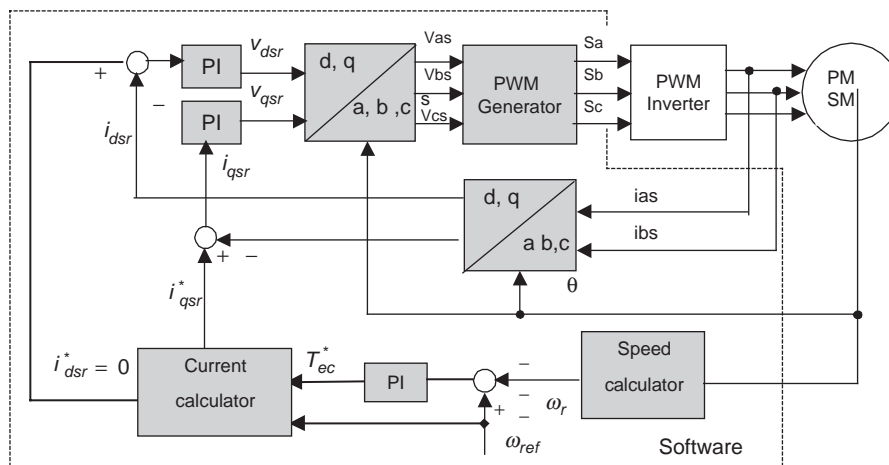 +
−
PI
v_dsr
PI
v_qsr
d, q
a, b ,c
Vas
Vbs
s
Vcs
PWM
Generator
Sa
Sb
Sc
PWM
Inverter
PM
SM
i_dsr
i_qsr
d, q
a b,c
ias
ibs
θ
+ −
i*_qsr
i*_dsr = 0
Current
calculator
T*_ec
PI
−
−
+ −
ω_r
ω_ref
Speed
calculator
Software